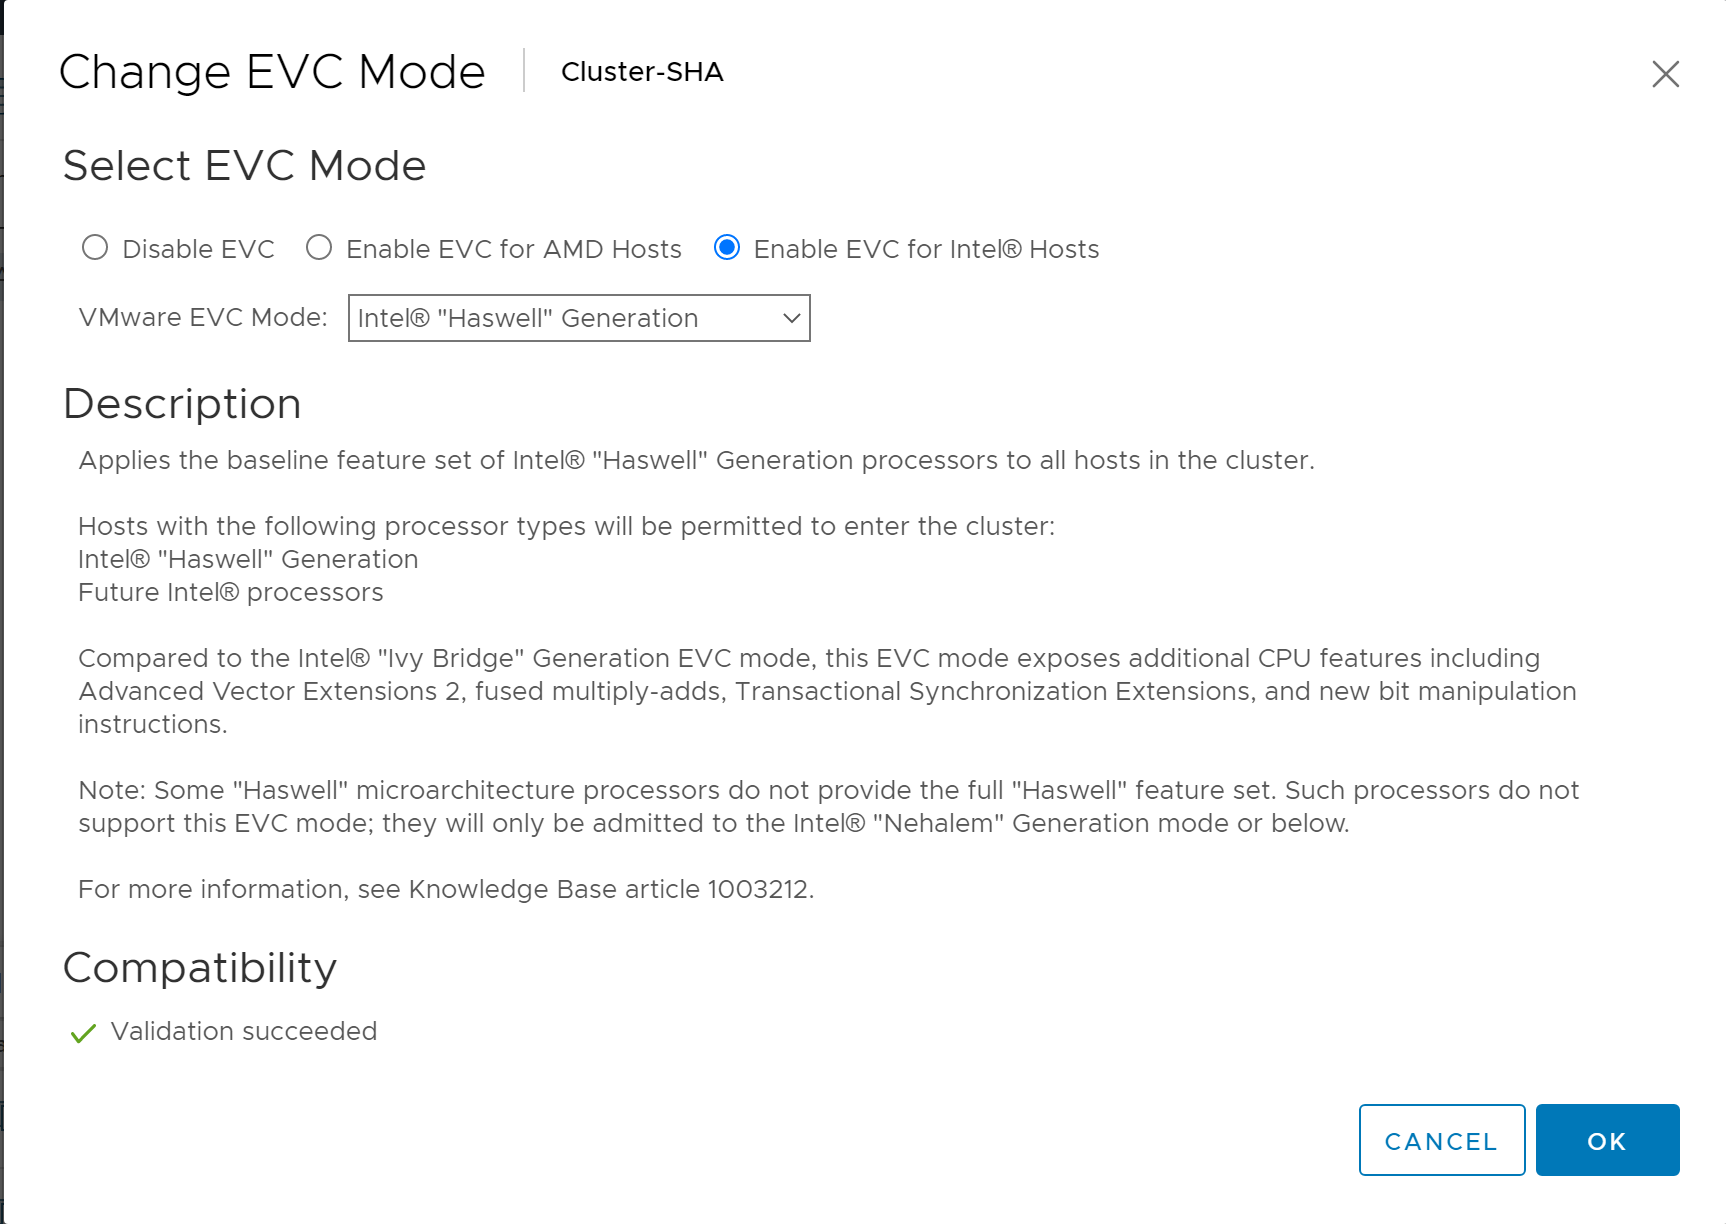 Change EVC Mode
Cluster-SHA
Select EVC Mode
Disable EVC
Enable EVC for AMD Hosts
Enable EVC for Intel® Hosts
VMware EVC Mode:
Intel® "Haswell" Generation
Description
Applies the baseline feature set of Intel® "Haswell" Generation processors to all hosts in the cluster.
Hosts with the following processor types will be permitted to enter the cluster:
Intel® "Haswell" Generation
Future Intel® processors
Compared to the Intel® "Ivy Bridge" Generation EVC mode, this EVC mode exposes additional CPU features including
Advanced Vector Extensions 2, fused multiply-adds, Transactional Synchronization Extensions, and new bit manipulation
instructions.
Note: Some "Haswell" microarchitecture processors do not provide the full "Haswell" feature set. Such processors do not
support this EVC mode; they will only be admitted to the Intel® "Nehalem" Generation mode or below.
For more information, see Knowledge Base article 1003212.
Compatibility
Validation succeeded
CANCEL
OK